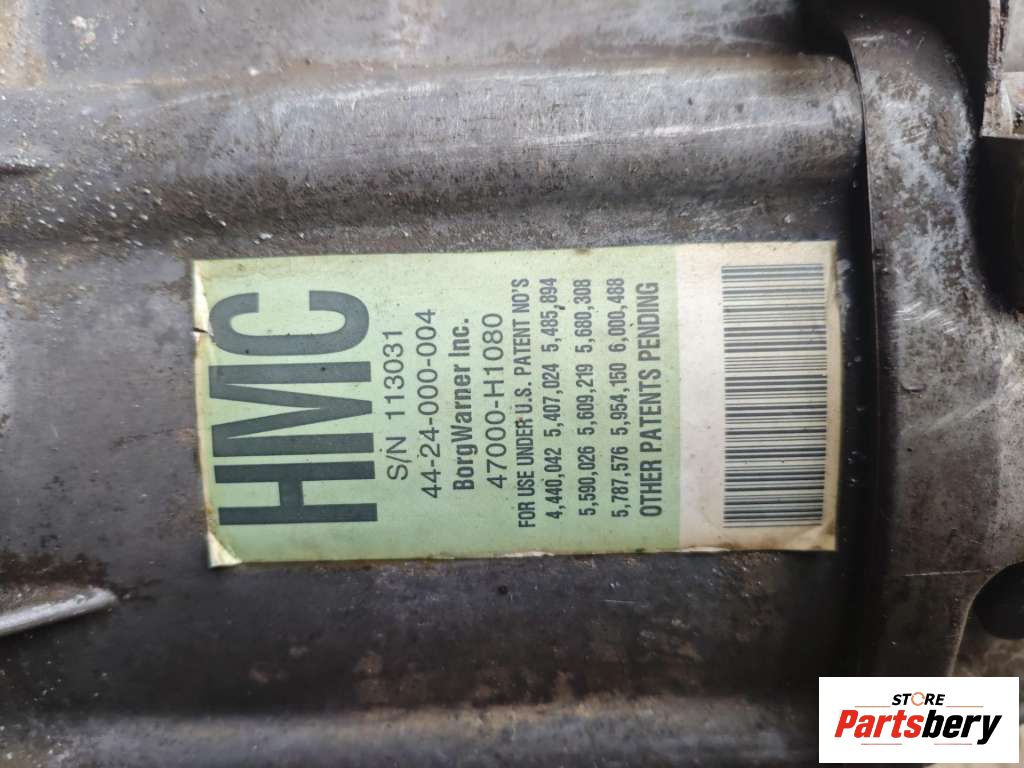 HMC
S/N 113031
44-24-000-004
BorgWarner Inc.
47000-H1080
FOR USE UNDER U.S. PATENT NO'S
4,440,042 5,407,024 5,485,894
5,590,026 5,609,219 5,680,308
5,787,576 5,954,150 6,000,488
OTHER PATENTS PENDING
STORE
Partsbery